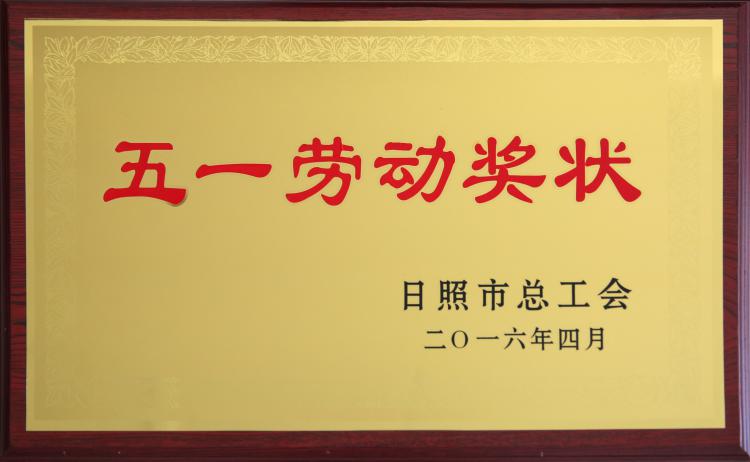 五一劳动奖状
日照市总工会
二〇一六年四月